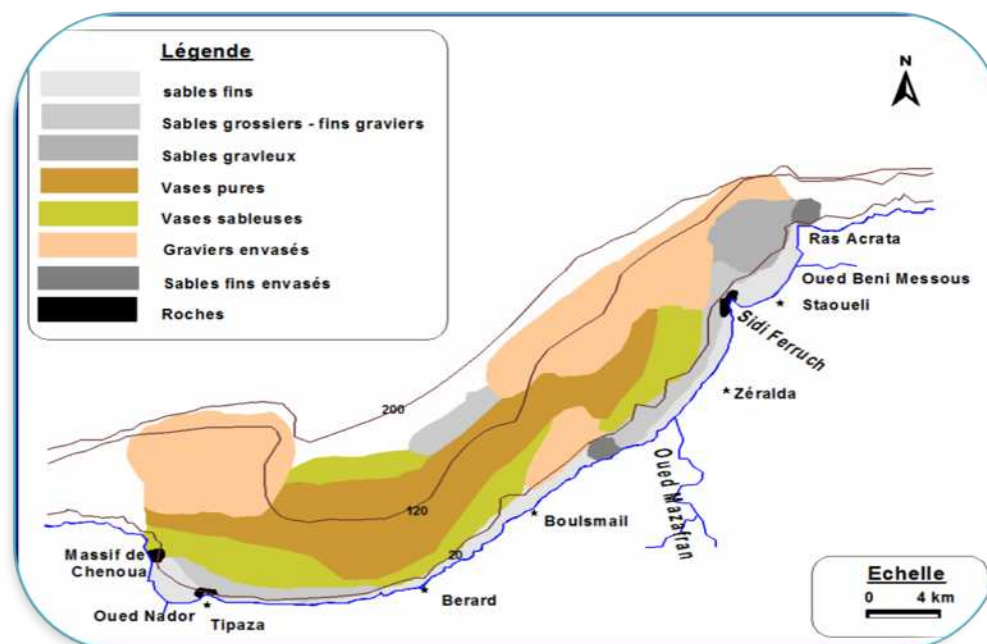 Légende
sables fins
Sables grossiers - fins graviers
Sables gravleux
Vases pures
Vases sableuses
Graviers envasés
Sables fins envasés
Roches
N
Ras Acrata
Oued Beni Messous
Staoueli
Sidi Ferruch
Zéralda
200
Oued Mazafran
120
Boulsmail
20
Massif de
Chenoua
Berard
Oued Nador
Tipaza
Echelle
0 4 km